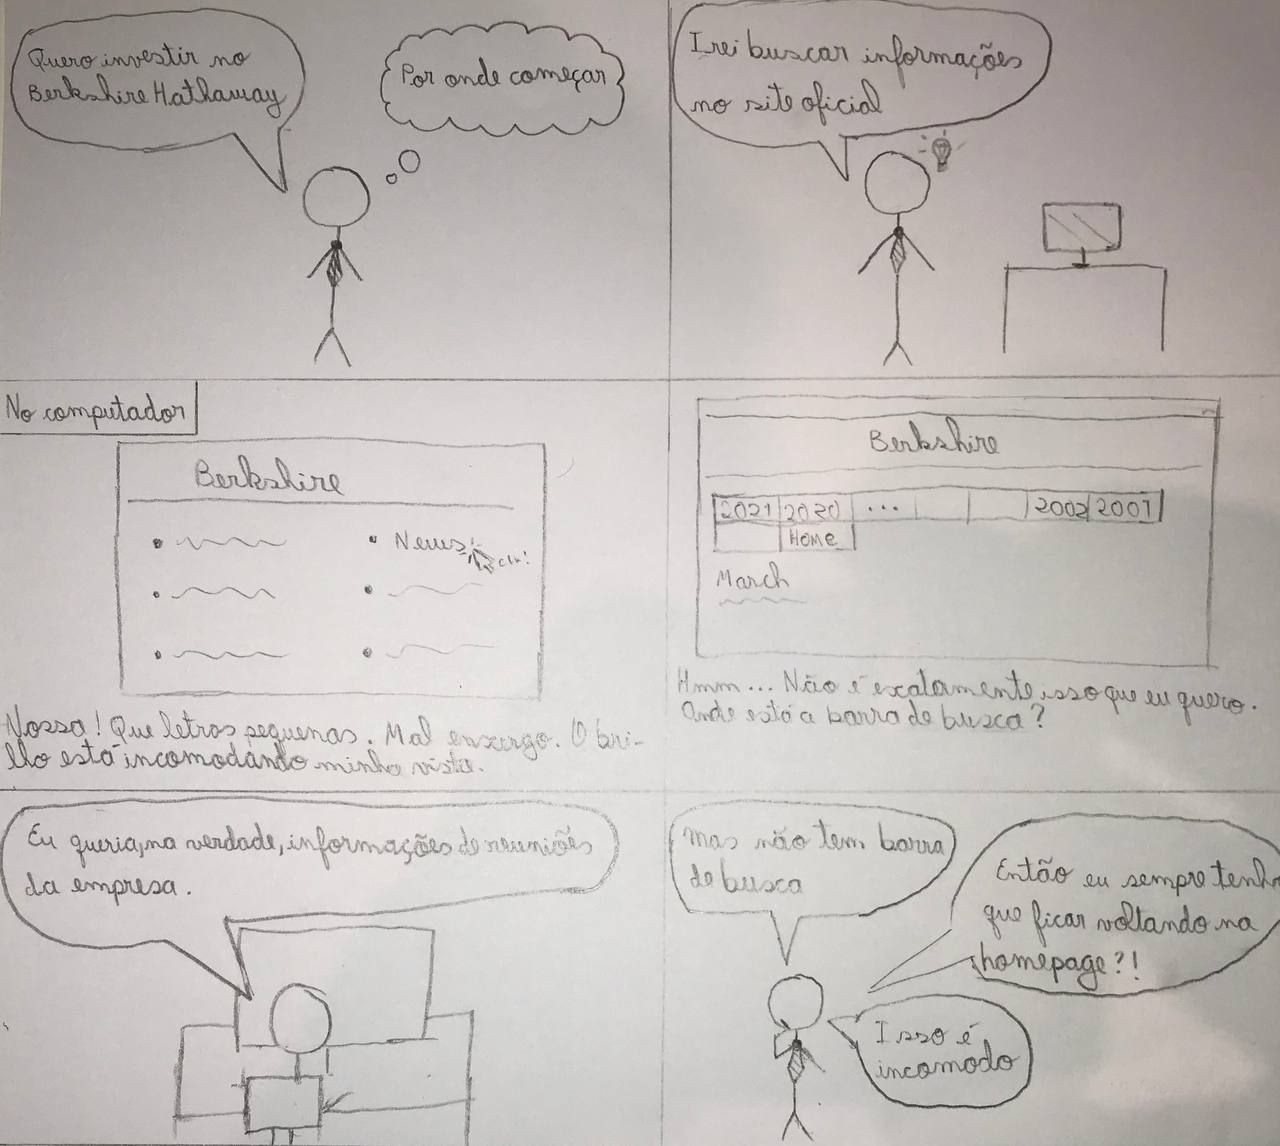 Quero investir no
Berkshire Hathaway
Por onde começar
Irei buscar informações
no site oficial
No computador
Berkshire
News
clk!
Nossa! Que letras pequenas. Mal enxergo. O bri-
lho está incomodando minha vista.
Berkshire
2021 2020 ... 2002 2001
Home
March
Hmm... Não é exatamente isso que eu quero.
Onde está a barra de busca?
Eu queria, na verdade, informações de reuniões
da empresa.
Mas não tem barra
de busca
Então eu sempre tenho
que ficar voltando na
homepage?!
Isso é
incomodo